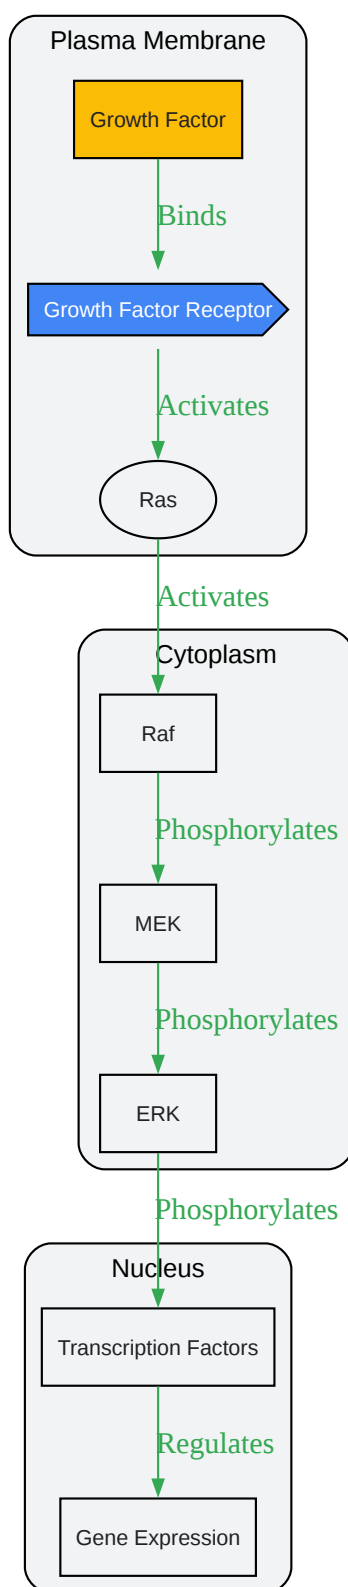 Plasma Membrane
Growth Factor
Binds
Growth Factor Receptor
Activates
Ras
Activates
Cytoplasm
Raf
Phosphorylates
MEK
Phosphorylates
ERK
Phosphorylates
Nucleus
Transcription Factors
Regulates
Gene Expression